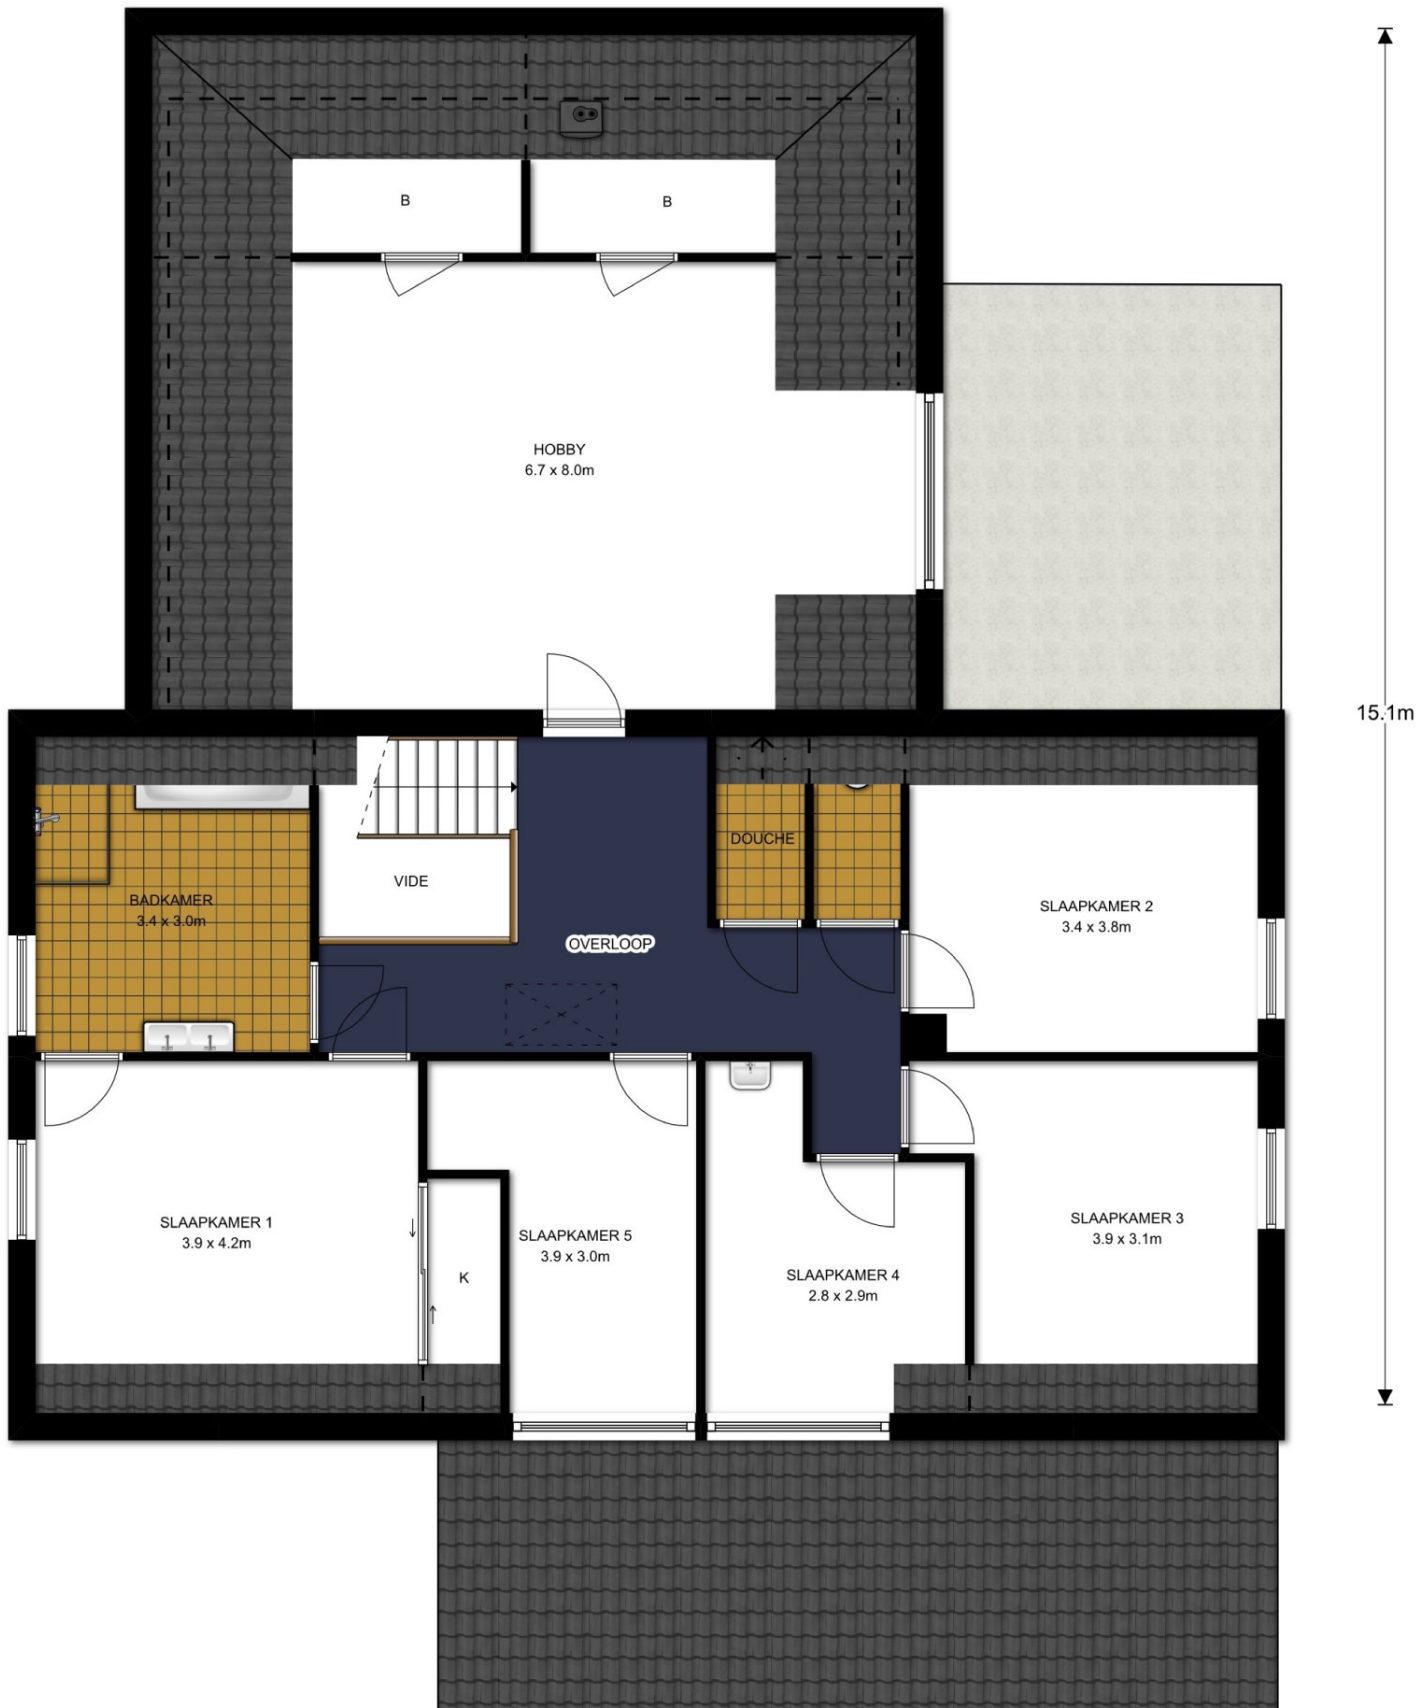 B
B
HOBBY
6.7 x 8.0m
15.1m
DOUCHE
VIDE
BADKAMER
3.4 x 3.0m
SLAAPKAMER 2
3.4 x 3.8m
OVERLOOP
SLAAPKAMER 1
3.9 x 4.2m
SLAAPKAMER 5
3.9 x 3.0m
K
SLAAPKAMER 4
2.8 x 2.9m
SLAAPKAMER 3
3.9 x 3.1m